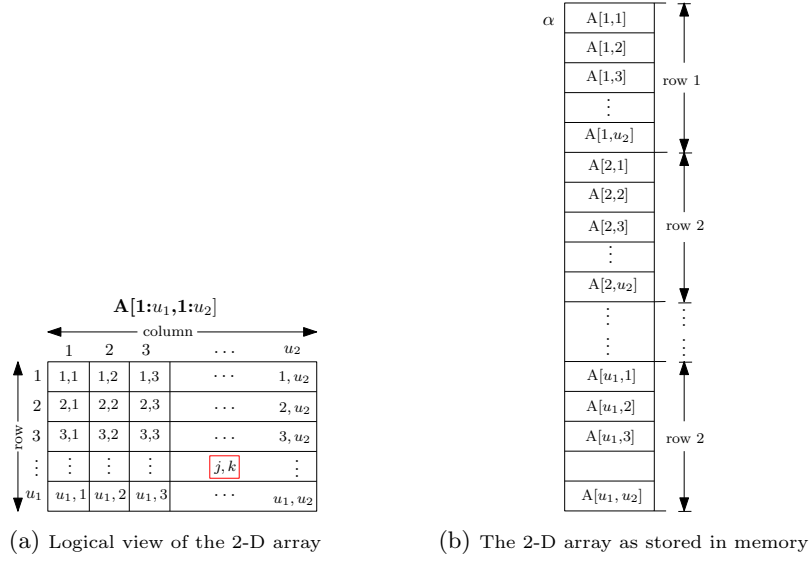 A[1:u₁,1:u₂]
column
1 2 3 ⋯ u₂
row
1 1,1 1,2 1,3 ⋯ 1,u₂
2 2,1 2,2 2,3 ⋯ 2,u₂
3 3,1 3,2 3,3 ⋯ 3,u₂
⋮ ⋮ ⋮ ⋮ j,k ⋮
u₁ u₁,1 u₁,2 u₁,3 ⋯ u₁,u₂
(a) Logical view of the 2-D array
α A[1,1]
A[1,2]
A[1,3] row 1
⋮
A[1,u₂]
A[2,1]
A[2,2]
A[2,3] row 2
⋮
A[2,u₂]
⋮ ⋮
⋮ ⋮
A[u₁,1]
A[u₁,2]
A[u₁,3] row 2
A[u₁,u₂]
(b) The 2-D array as stored in memory